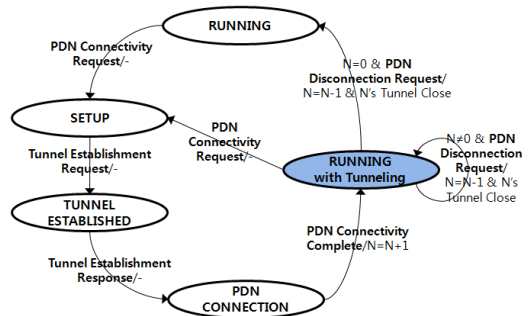 RUNNING
PDN Connectivity
Request/-
N=0 & PDN
Disconnection Request/
N=N-1 & N's Tunnel Close
SETUP
PDN
Connectivity
Request/-
N≠0 & PDN
Disconnection
Request/
N=N-1 & N's
Tunnel Close
Tunnel Establishment
Request/-
RUNNING
with Tunneling
TUNNEL
ESTABLISHED
PDN Connectivity
Complete/N=N+1
Tunnel Establishment
Response/-
PDN
CONNECTION